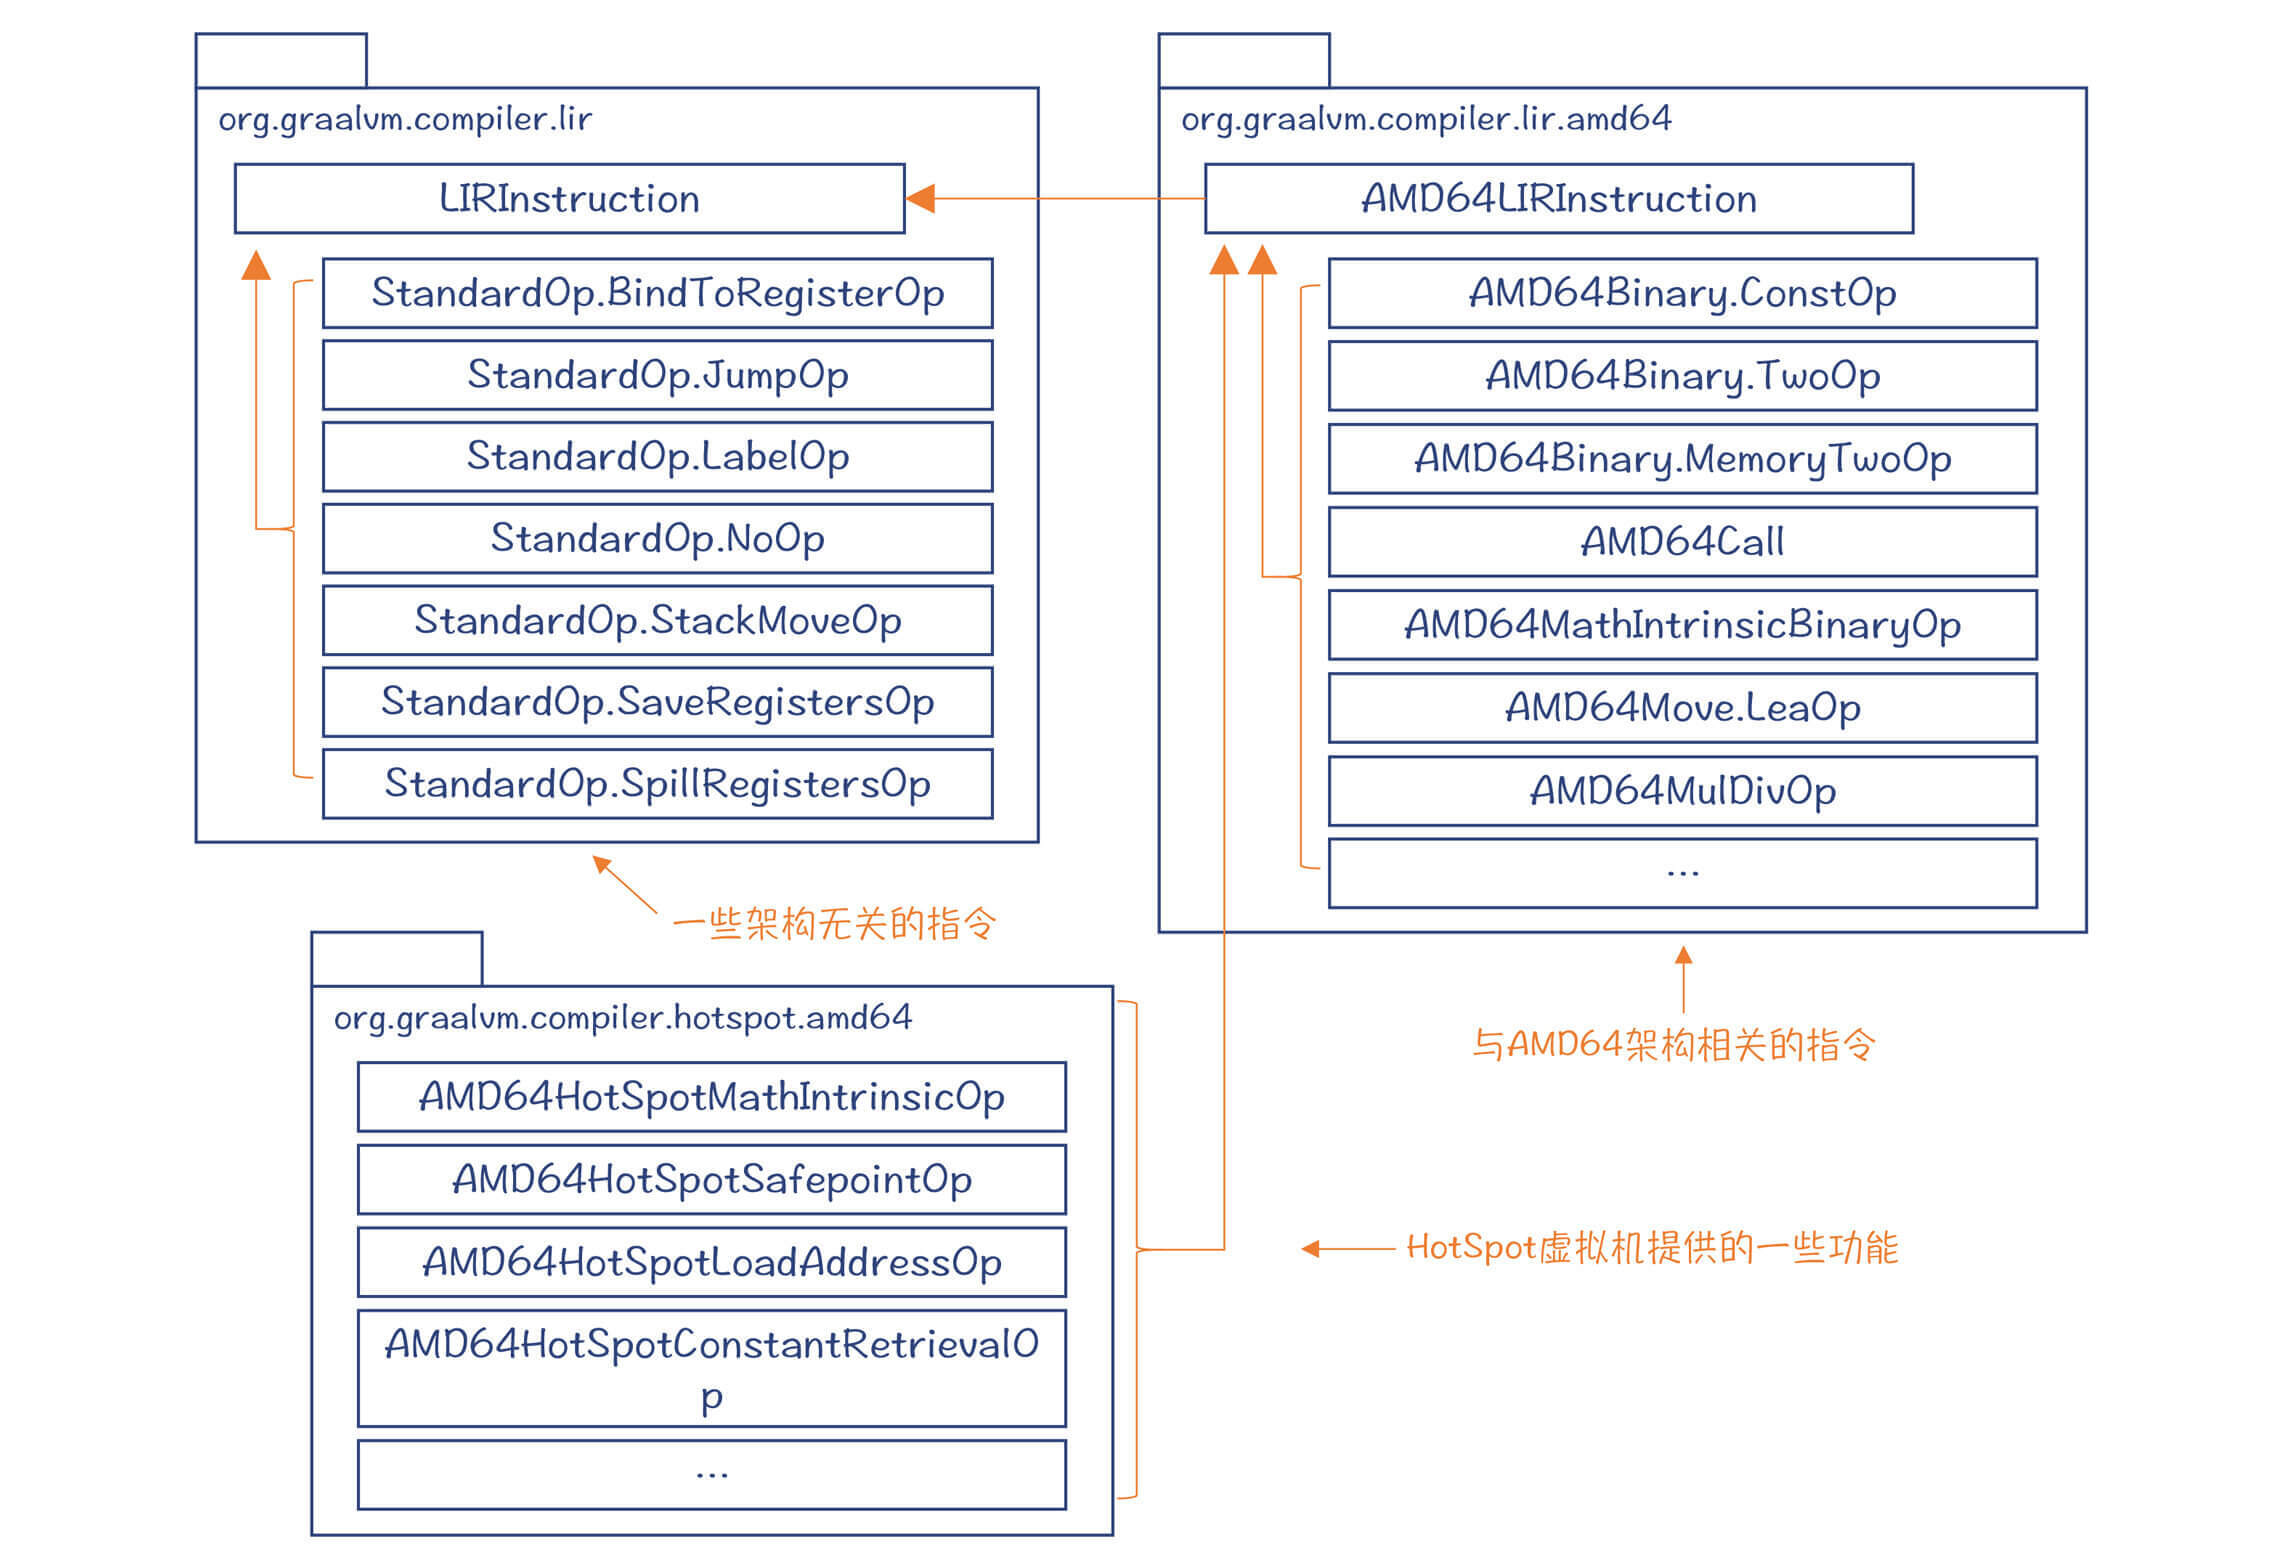 org.graalvm.compiler.lir
LIRInstruction
StandardOp.BindToRegisterOp
StandardOp.JumpOp
StandardOp.LabelOp
StandardOp.NoOp
StandardOp.StackMoveOp
StandardOp.SaveRegistersOp
StandardOp.SpillRegistersOp
一些架构无关的指令
org.graalvm.compiler.lir.amd64
AMD64LIRInstruction
AMD64Binary.ConstOp
AMD64Binary.TwoOp
AMD64Binary.MemoryTwoOp
AMD64Call
AMD64MathIntrinsicBinaryOp
AMD64Move.LeaOp
AMD64MulDivOp
...
与AMD64架构相关的指令
org.graalvm.compiler.hotspot.amd64
AMD64HotSpotMathIntrinsicOp
AMD64HotSpotSafepointOp
AMD64HotSpotLoadAddressOp
AMD64HotSpotConstantRetrievalO
p
...
HotSpot虚拟机提供的一些功能